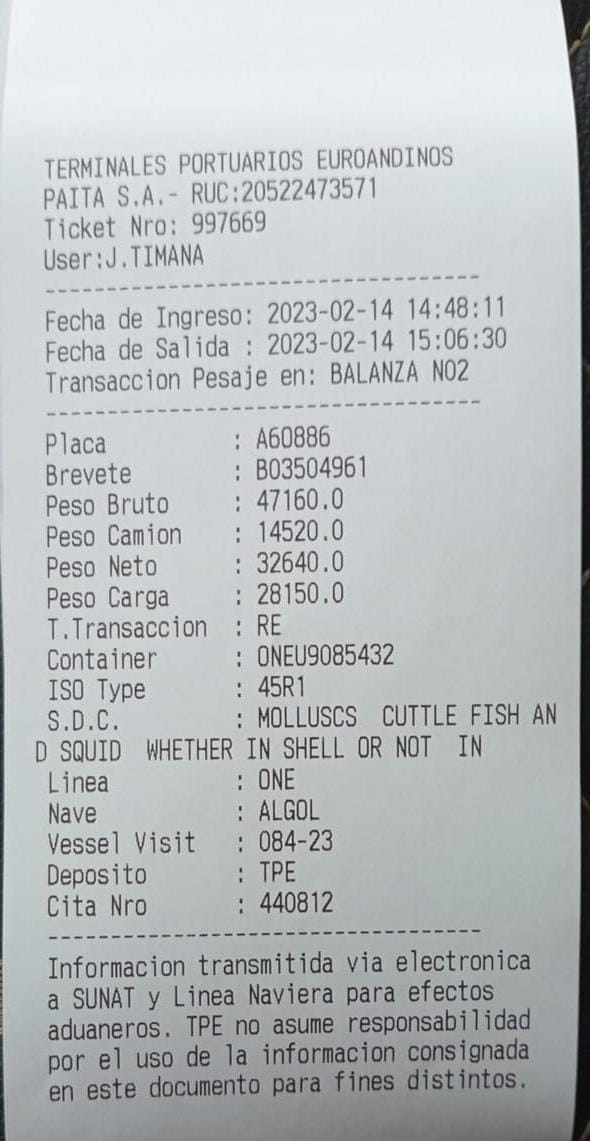 TERMINALES PORTUARIOS EUROANDINOS
PAITA S.A.- RUC:20522473571
Ticket Nro: 997669
User:J.TIMANA
-----------------------------------
Fecha de Ingreso: 2023-02-14 14:48:11
Fecha de Salida : 2023-02-14 15:06:30
Transaccion Pesaje en: BALANZA NO2
-----------------------------------
Placa : A60886
Brevete : B03504961
Peso Bruto : 47160.0
Peso Camion : 14520.0
Peso Neto : 32640.0
Peso Carga : 28150.0
T.Transaccion : RE
Container : ONEU9085432
ISO Type : 45R1
S.D.C. : MOLLUSCS CUTTLE FISH AN
D SQUID WHETHER IN SHELL OR NOT IN
Linea : ONE
Nave : ALGOL
Vessel Visit : 084-23
Deposito : TPE
Cita Nro : 440812
-----------------------------------
Informacion transmitida via electronica
a SUNAT y Linea Naviera para efectos
aduaneros. TPE no asume responsabilidad
por el uso de la informacion consignada
en este documento para fines distintos.